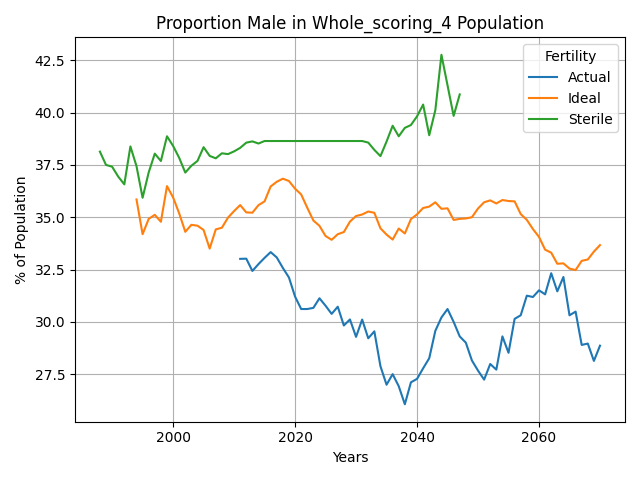 Proportion Male in Whole_scoring_4 Population
Fertility
Actual
Ideal
Sterile
% of Population
42.5
40.0
37.5
35.0
32.5
30.0
27.5
2000
2020
2040
2060
Years